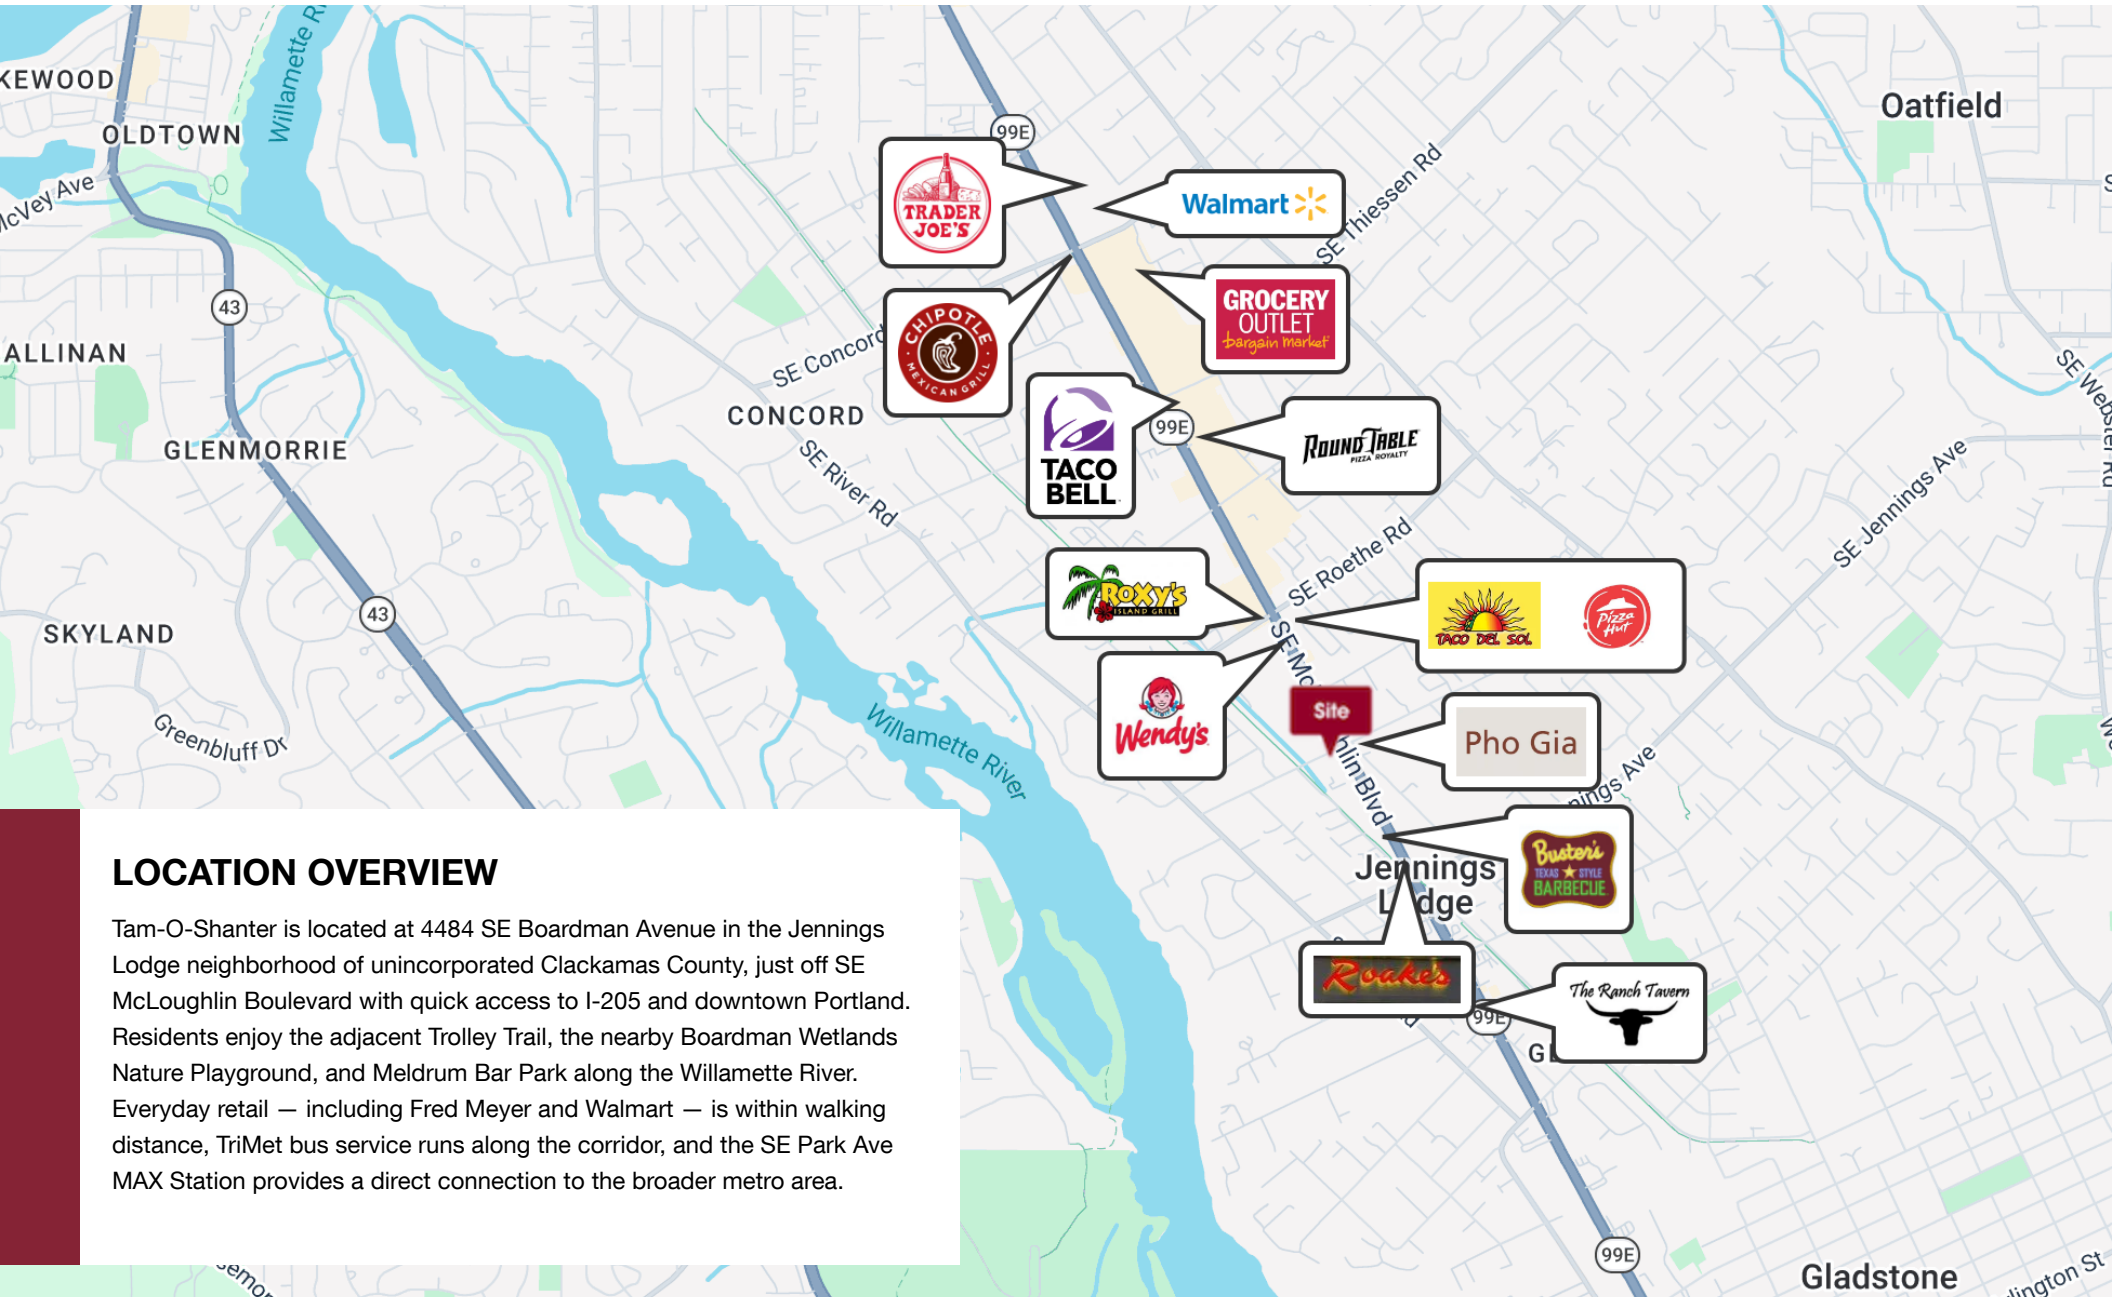 Willamette Ri
KEWOOD
OLDTOWN
McVey Ave
43
ALLINAN
GLENMORRIE
43
SKYLAND
Greenbluff Dr
99E
Oatfield
TRADER
JOE'S
Walmart
SE Thiessen Rd
CHIPOTLE
MEXICAN GRILL
GROCERY
OUTLET
bargain market
SE Concord
CONCORD
SE River Rd
TACO
BELL
99E
ROUND TABLE
PIZZA ROYALTY
SE Webster Rd
SE Jennings Ave
SE Roethe Rd
ROXY'S
ISLAND GRILL
TACO DEL SOL
Pizza
Hut
Wendy's
SE Mc
hlin Blvd
Site
Pho Gia
nings Ave
Willamette River
Buster's
TEXAS STYLE
BARBECUE
Jennings
Lodge
Roake's
The Ranch Tavern
99E
G
99E
Gladstone
lington St
LOCATION OVERVIEW
Tam-O-Shanter is located at 4484 SE Boardman Avenue in the Jennings
Lodge neighborhood of unincorporated Clackamas County, just off SE
McLoughlin Boulevard with quick access to I-205 and downtown Portland.
Residents enjoy the adjacent Trolley Trail, the nearby Boardman Wetlands
Nature Playground, and Meldrum Bar Park along the Willamette River.
Everyday retail — including Fred Meyer and Walmart — is within walking
distance, TriMet bus service runs along the corridor, and the SE Park Ave
MAX Station provides a direct connection to the broader metro area.